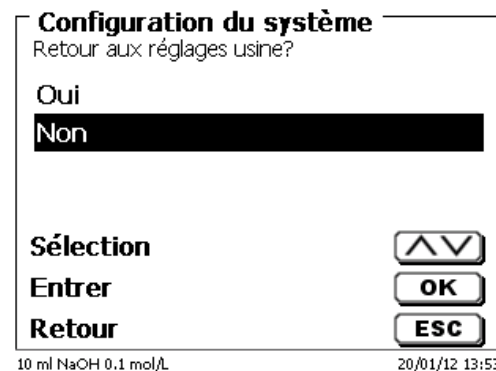 Configuration du système
Retour aux réglages usine?
Oui
Non
Sélection
Entrer OK
Retour ESC
10 ml NaOH 0.1 mol/L 20/01/12 13:53